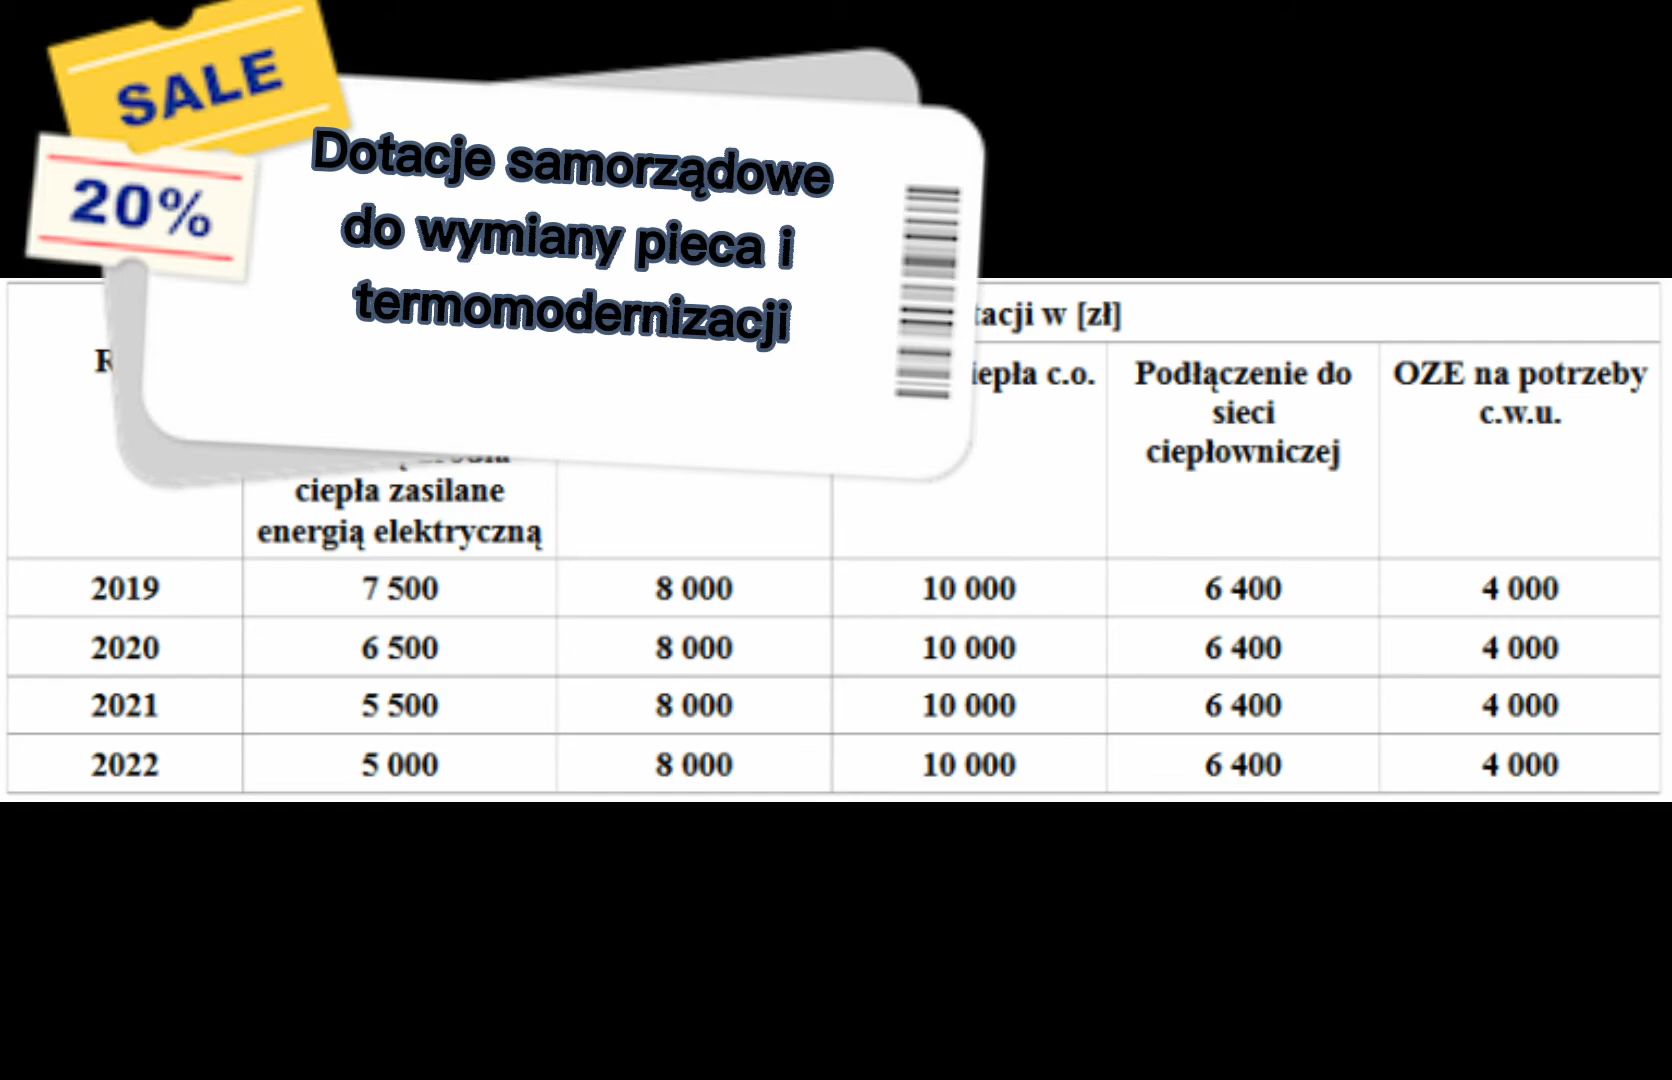 SALE
20%
Dotacje samorządowe
do wymiany pieca i
termomodernizacji
w [zł]
c.o.
Podłączenie do
sieci
ciepłowniczej
OZE na potrzeby
c.w.u.
ciepła zasilane
energią elektryczną
2019 7 500 8 000 10 000 6 400 4 000
2020 6 500 8 000 10 000 6 400 4 000
2021 5 500 8 000 10 000 6 400 4 000
2022 5 000 8 000 10 000 6 400 4 000